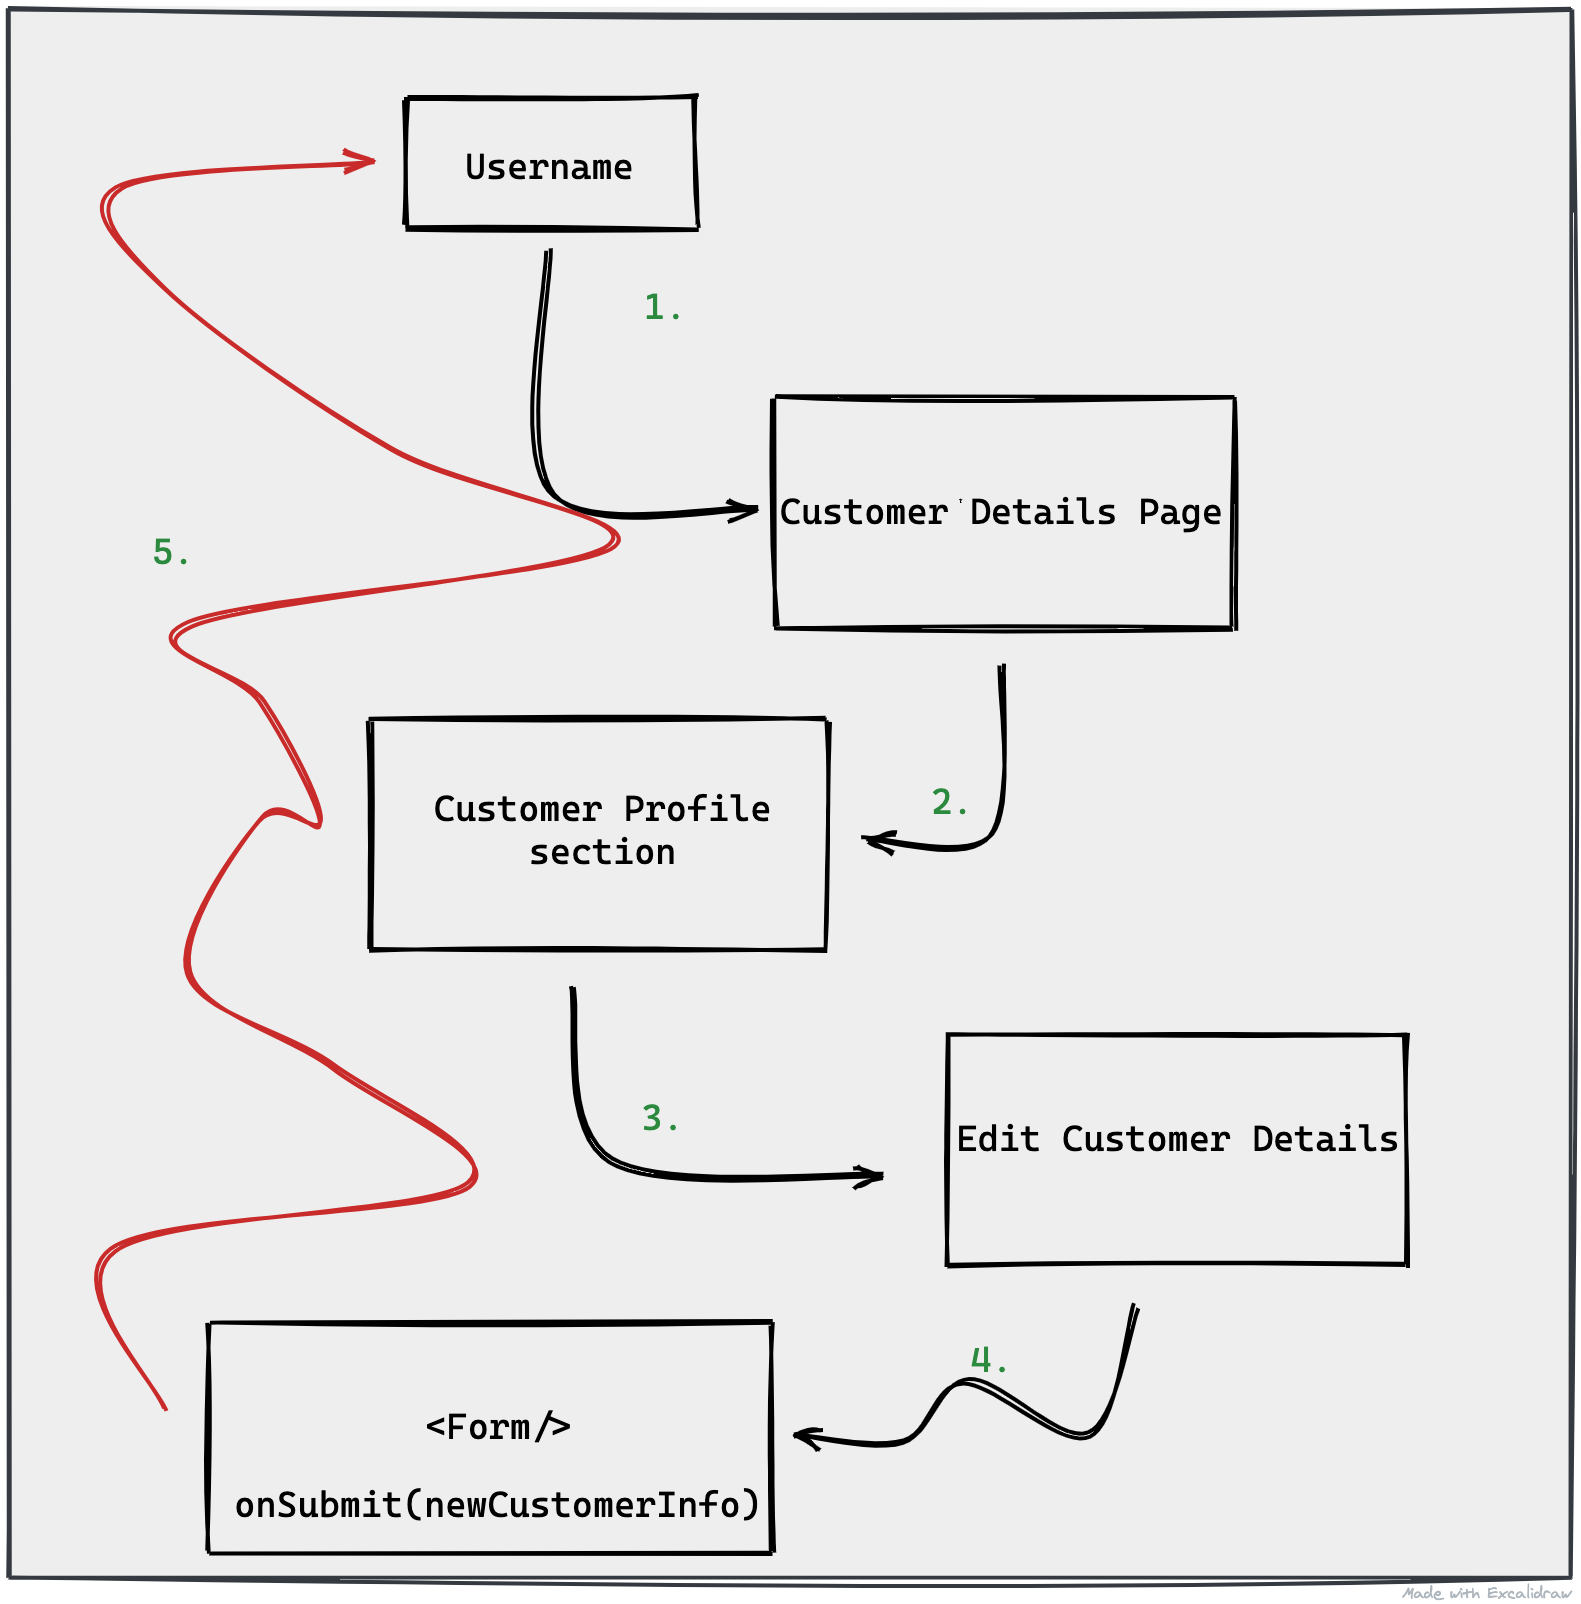 Username
1.
Customer Details Page
5.
2.
Customer Profile
section
3.
Edit Customer Details
4.
<Form/>
onSubmit(newCustomerInfo)
Made with Excalidraw